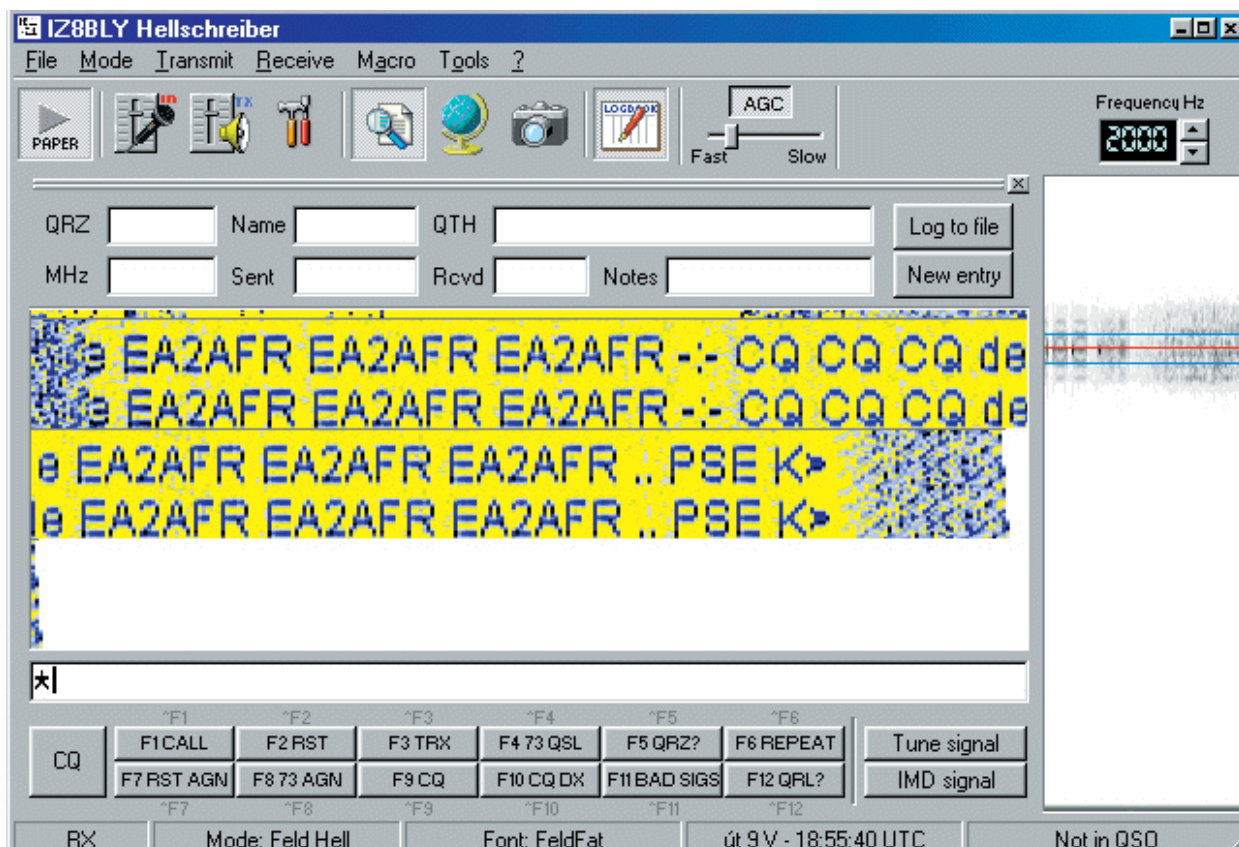 IZ8BLY Hellschreiber
File Mode Transmit Receive Macro Tools ?
PAPER in TX LOGBOOK AGC Fast Slow Frequency Hz 2000
QRZ Name QTH Log to file
MHz Sent Rcvd Notes New entry
e EA2AFR EA2AFR EA2AFR -:- CQ CQ CQ de
e EA2AFR EA2AFR EA2AFR -:- CQ CQ CQ de
e EA2AFR EA2AFR EA2AFR .. PSE K>
de EA2AFR EA2AFR EA2AFR .. PSE K>
*
^F1 ^F2 ^F3 ^F4 ^F5 ^F6
CQ
F1 CALL F2 RST F3 TRX F4 73 QSL F5 QRZ? F6 REPEAT Tune signal
F7 RST AGN F8 73 AGN F9 CQ F10 CQ DX F11 BAD SIGS F12 QRL? IMD signal
^F7 ^F8 ^F9 ^F10 ^F11 ^F12
RX Mode: Feld Hell Font: FeldFat út 9 V - 18:55:40 UTC Not in QSO